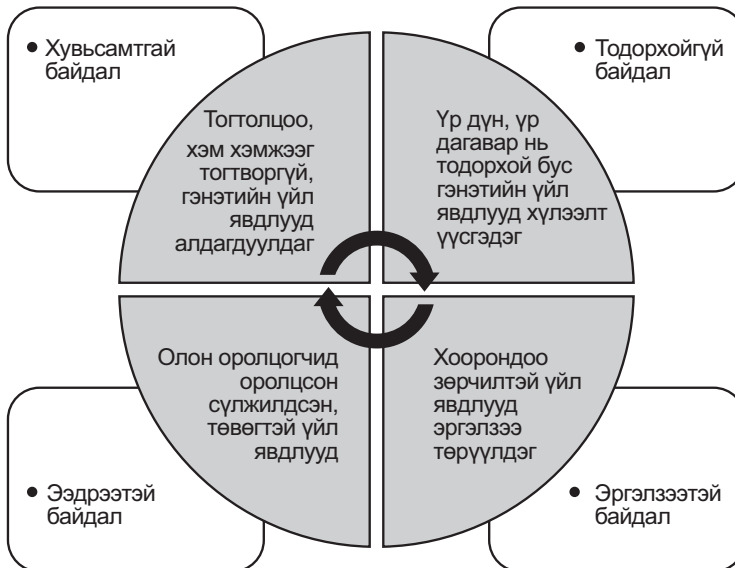 Хувьсамтгай
байдал
Тодорхойгүй
байдал
Тогтолцоо,
хэм хэмжээг
тогтворгүй,
гэнэтийн үйл
явдлууд
алдагдуулдаг
Үр дүн, үр
дагавар нь
тодорхой бус
гэнэтийн үйл
явдлууд хүлээлт
үүсгэдэг
Олон оролцогчид
оролцсон
сүлжилдсэн,
төвөгтэй үйл
явдлууд
Хоорондоо
зөрчилтэй үйл
явдлууд
эргэлзээ
төрүүлдэг
Ээдрээтэй
байдал
Эргэлзээтэй
байдал